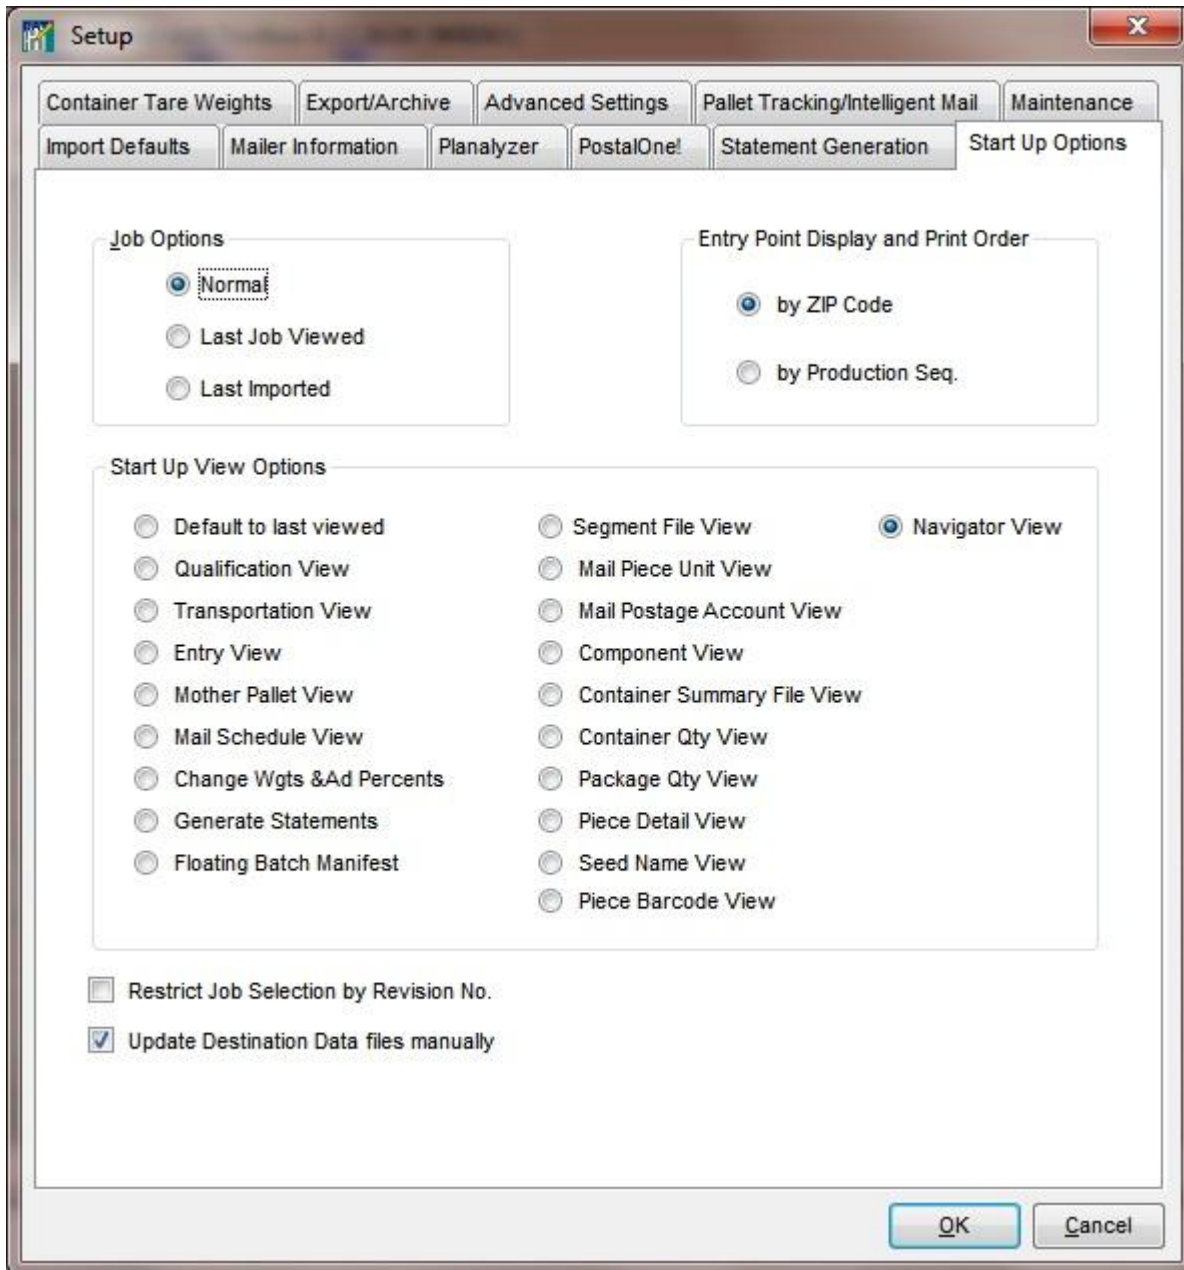 Setup
Container Tare Weights Export/Archive Advanced Settings Pallet Tracking/Intelligent Mail Maintenance
Import Defaults Mailer Information Planalyzer PostalOne! Statement Generation Start Up Options
Job Options
Normal
Last Job Viewed
Last Imported
Entry Point Display and Print Order
by ZIP Code
by Production Seq.
Start Up View Options
Default to last viewed
Qualification View
Transportation View
Entry View
Mother Pallet View
Mail Schedule View
Change Wgts &Ad Percents
Generate Statements
Floating Batch Manifest
Segment File View
Mail Piece Unit View
Mail Postage Account View
Component View
Container Summary File View
Container Qty View
Package Qty View
Piece Detail View
Seed Name View
Piece Barcode View
Navigator View
Restrict Job Selection by Revision No.
Update Destination Data files manually
OK Cancel